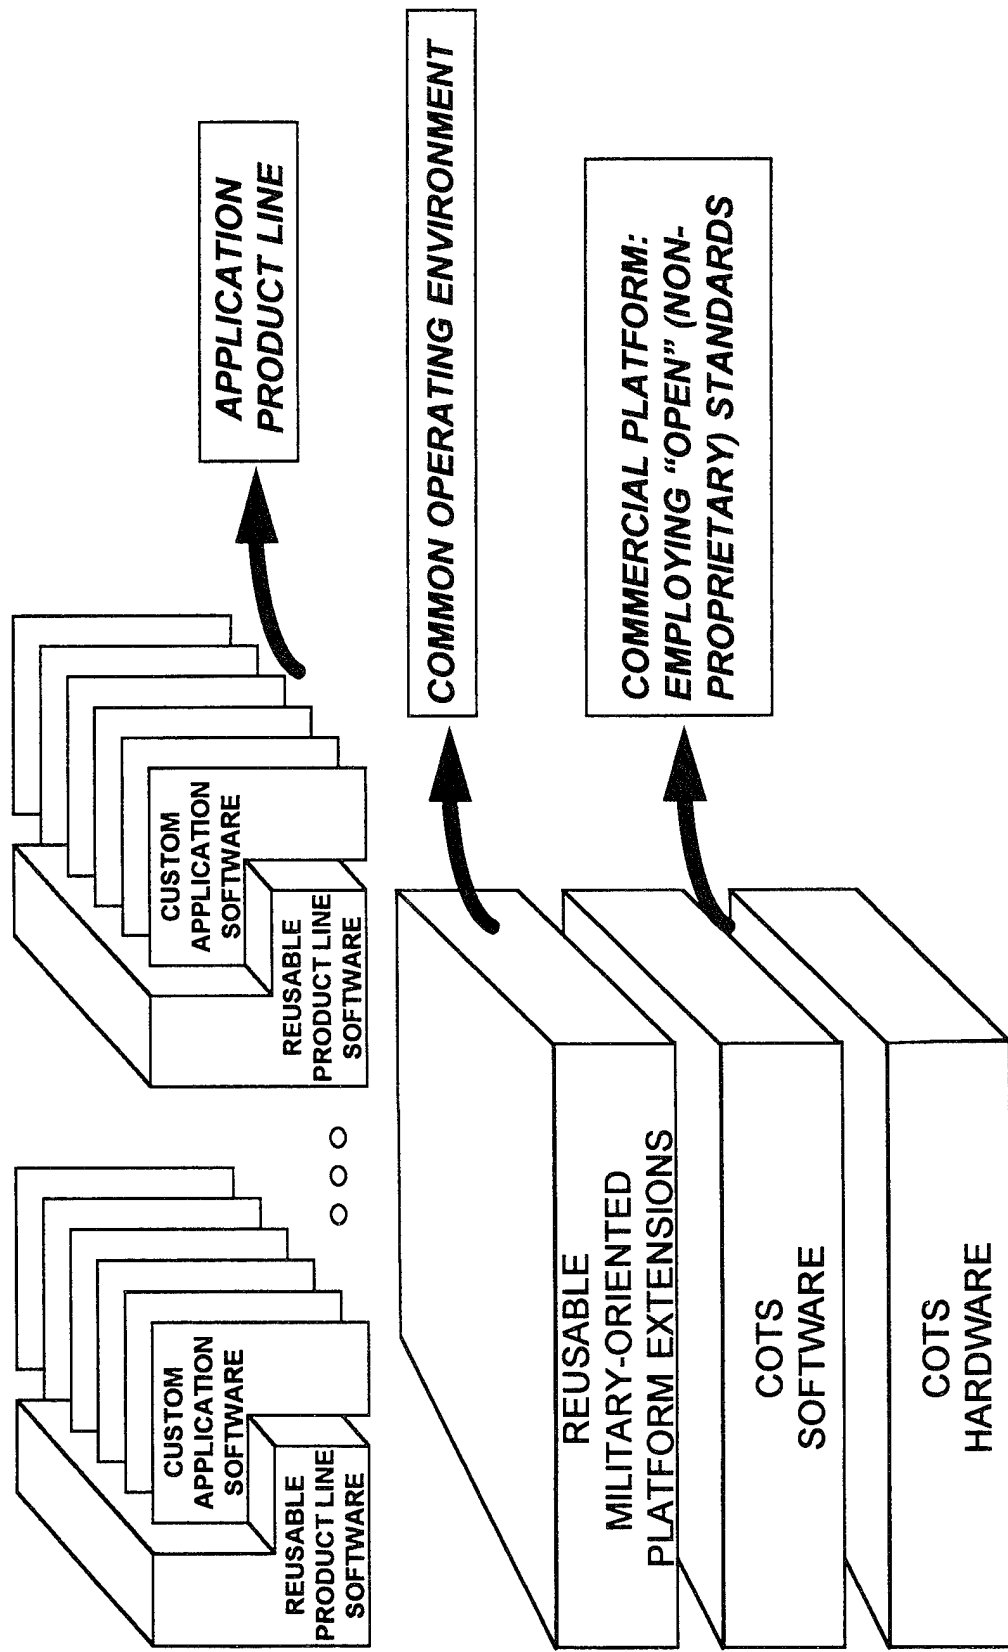 CUSTOM
APPLICATION
SOFTWARE
REUSABLE
PRODUCT LINE
SOFTWARE
CUSTOM
APPLICATION
SOFTWARE
REUSABLE
PRODUCT LINE
SOFTWARE
APPLICATION
PRODUCT LINE
REUSABLE
MILITARY-ORIENTED
PLATFORM EXTENSIONS
COMMON OPERATING ENVIRONMENT
COTS
SOFTWARE
COTS
HARDWARE
COMMERCIAL PLATFORM:
EMPLOYING “OPEN” (NON-
PROPRIETARY) STANDARDS